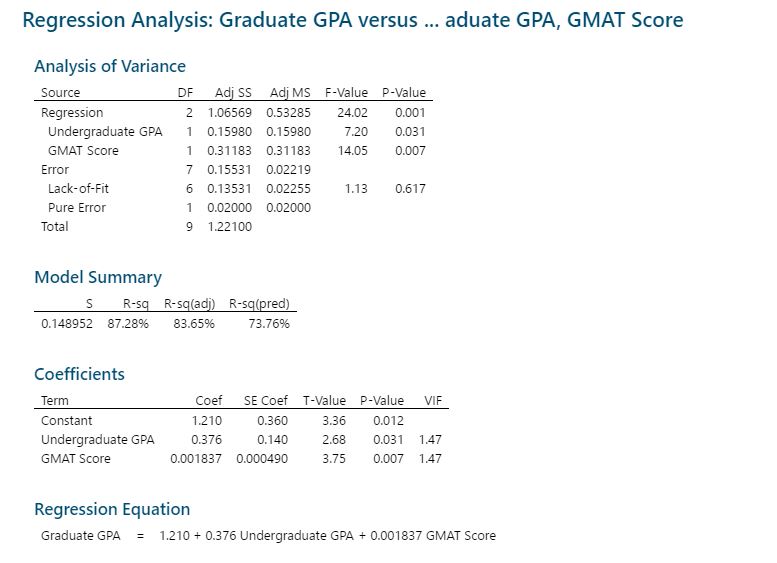 Regression Analysis: Graduate GPA versus ... aduate GPA, GMAT Score
Analysis of Variance
Source DF Adj SS Adj MS F-Value P-Value
Regression 2 1.06569 0.53285 24.02 0.001
Undergraduate GPA 1 0.15980 0.15980 7.20 0.031
GMAT Score 1 0.31183 0.31183 14.05 0.007
Error 7 0.15531 0.02219
Lack-of-Fit 6 0.13531 0.02255 1.13 0.617
Pure Error 1 0.02000 0.02000
Total 9 1.22100
Model Summary
S R-sq R-sq(adj) R-sq(pred)
0.148952 87.28% 83.65% 73.76%
Coefficients
Term Coef SE Coef T-Value P-Value VIF
Constant 1.210 0.360 3.36 0.012
Undergraduate GPA 0.376 0.140 2.68 0.031 1.47
GMAT Score 0.001837 0.000490 3.75 0.007 1.47
Regression Equation
Graduate GPA = 1.210 + 0.376 Undergraduate GPA + 0.001837 GMAT Score